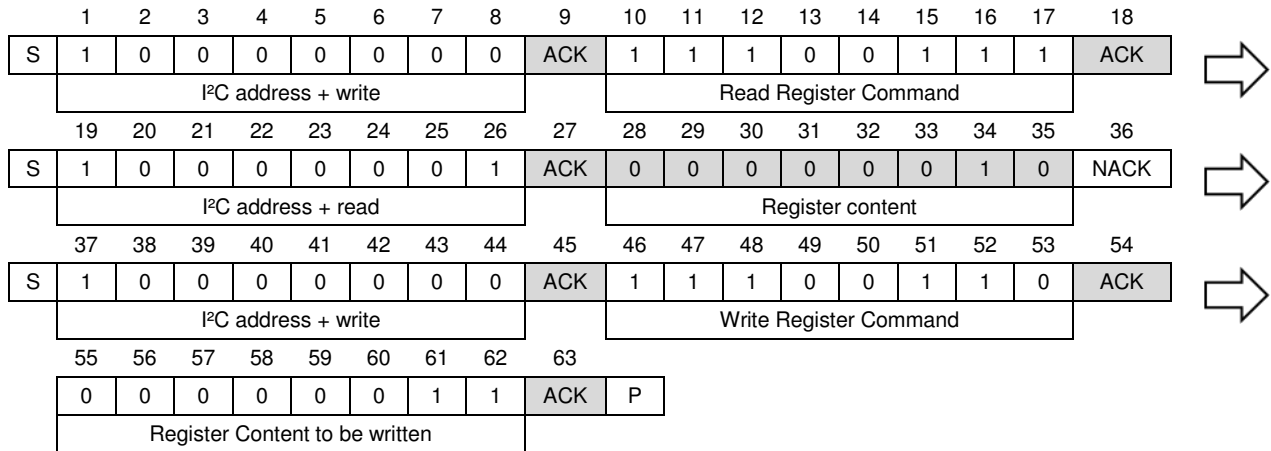 1 2 3 4 5 6 7 8 9 10 11 12 13 14 15 16 17 18
S 1 0 0 0 0 0 0 0 ACK 1 1 1 0 0 1 1 1 ACK
I²C address + write Read Register Command
19 20 21 22 23 24 25 26 27 28 29 30 31 32 33 34 35 36
S 1 0 0 0 0 0 0 1 ACK 0 0 0 0 0 0 1 0 NACK
I²C address + read Register content
37 38 39 40 41 42 43 44 45 46 47 48 49 50 51 52 53 54
S 1 0 0 0 0 0 0 0 ACK 1 1 1 0 0 1 1 0 ACK
I²C address + write Write Register Command
55 56 57 58 59 60 61 62 63
0 0 0 0 0 0 1 1 ACK P
Register Content to be written